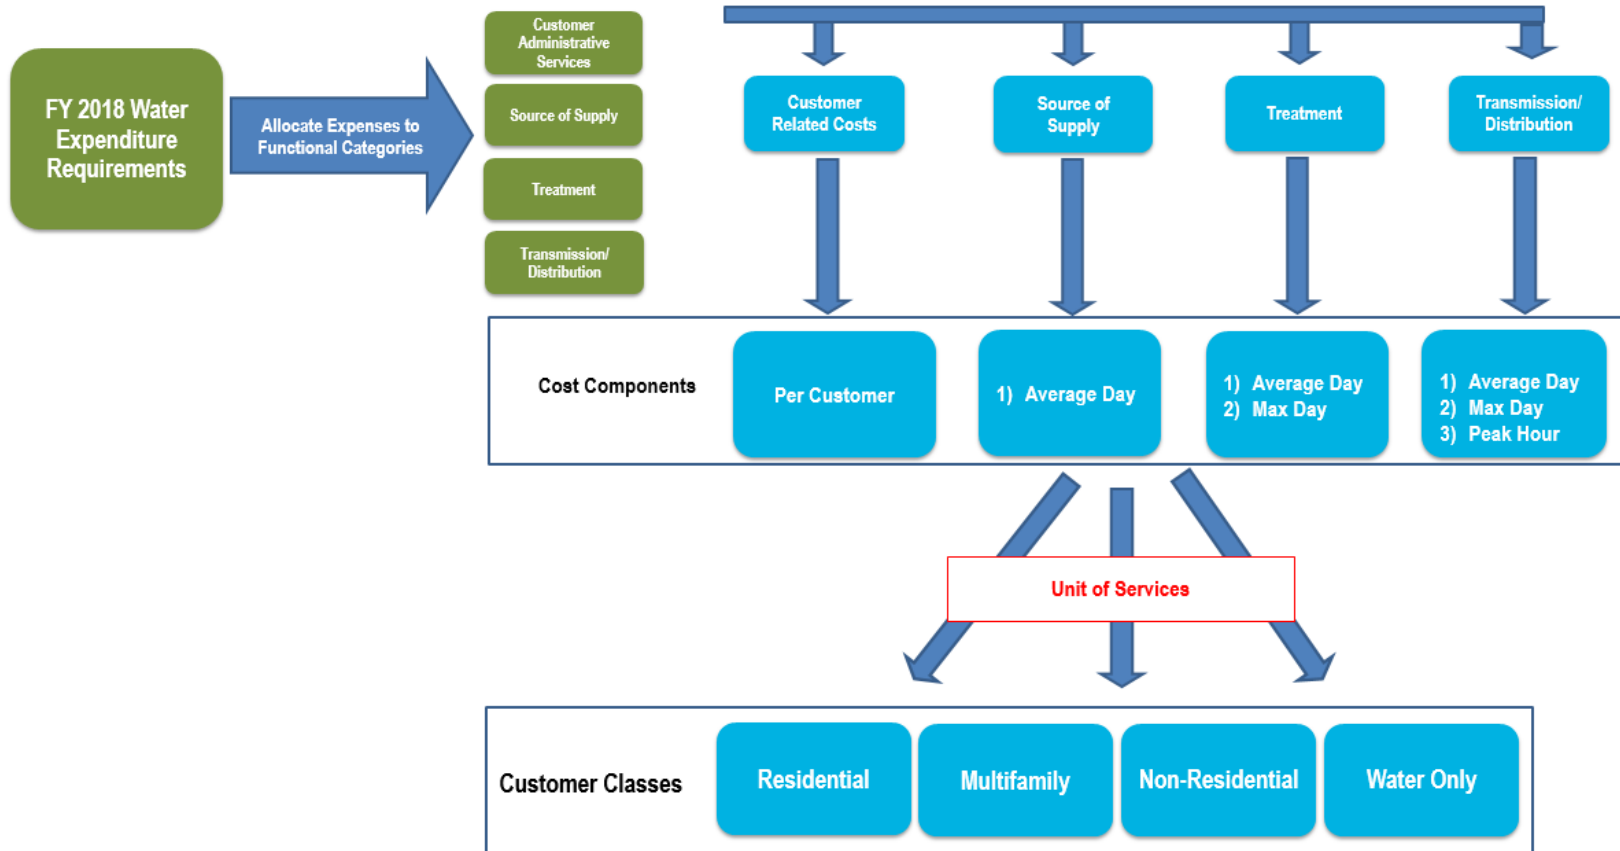 FY 2018 Water
Expenditure
Requirements
Allocate Expenses to
Functional Categories
Customer
Administrative
Services
Source of Supply
Treatment
Transmission/
Distribution
Customer
Related Costs
Source of
Supply
Treatment
Transmission/
Distribution
Cost Components
Per Customer
1) Average Day
1) Average Day
2) Max Day
1) Average Day
2) Max Day
3) Peak Hour
Unit of Services
Customer Classes
Residential
Multifamily
Non-Residential
Water Only